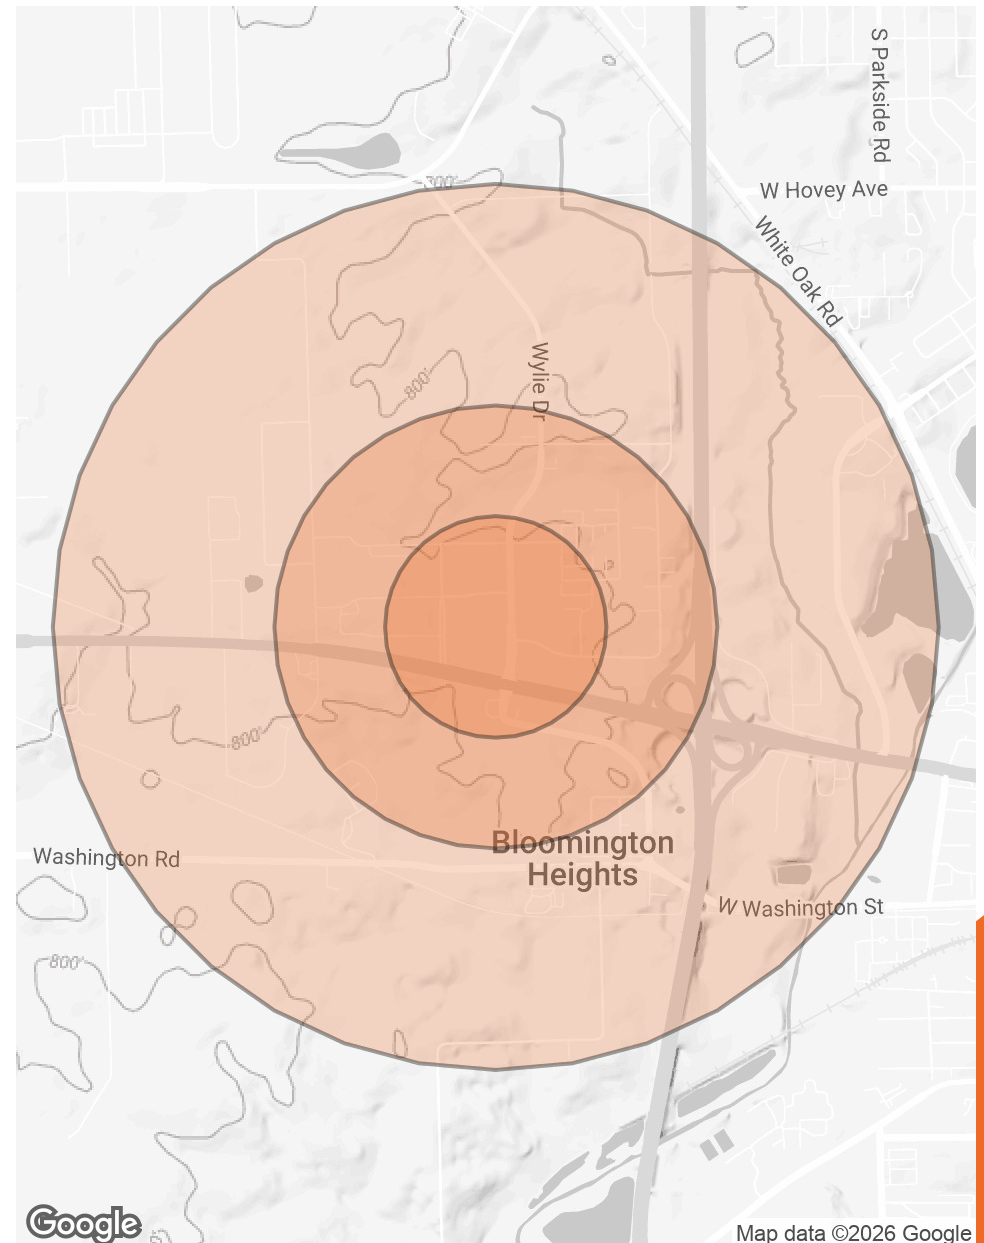 S Parkside Rd
W Hovey Ave
White Oak Rd
Wylie Dr
800'
800'
Bloomington
Heights
Washington Rd
W Washington St
800'
Google
Map data ©2026 Google